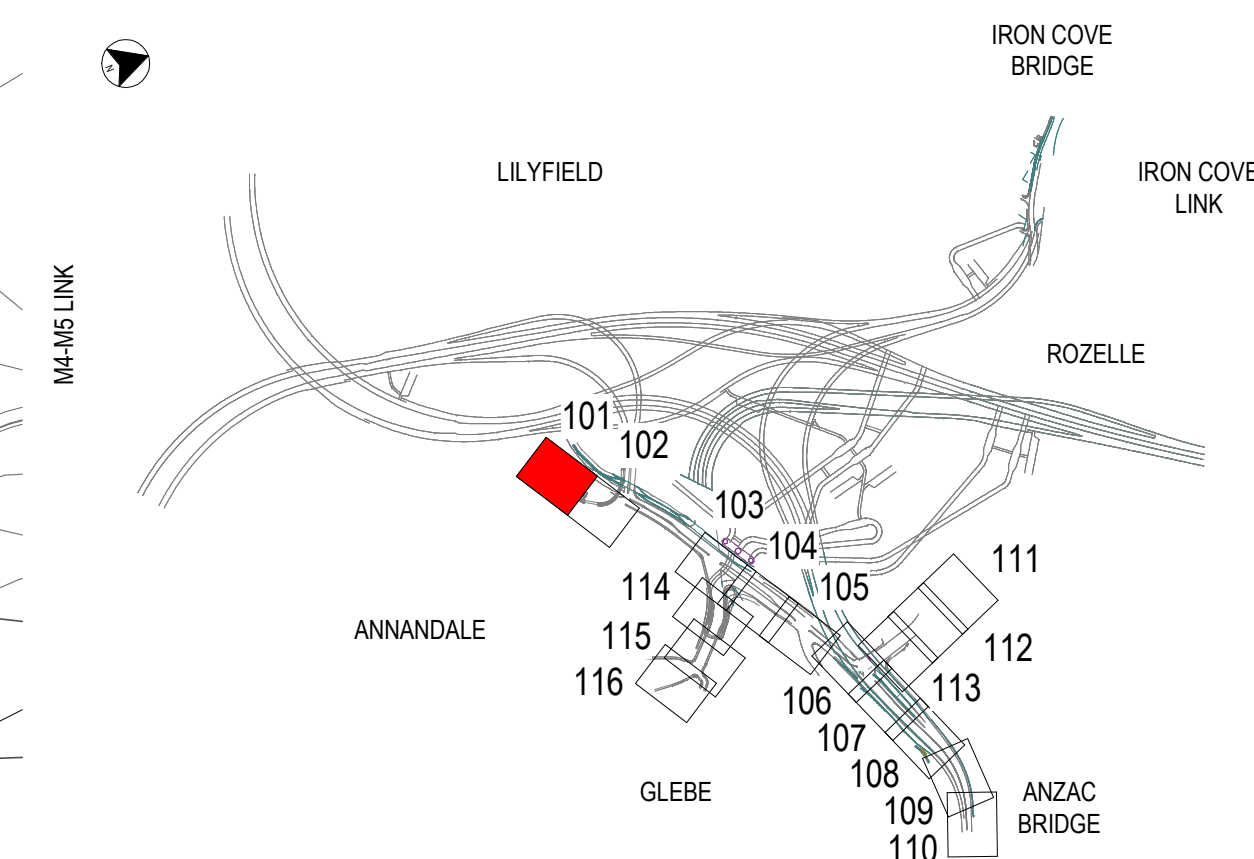 IRON COVE
BRIDGE
N
LILYFIELD
IRON COVE
LINK
M4-M5 LINK
ROZELLE
101
102
103
104
111
114
105
ANNANDALE
115
112
116
113
106
107
108
GLEBE
ANZAC
BRIDGE
109
110